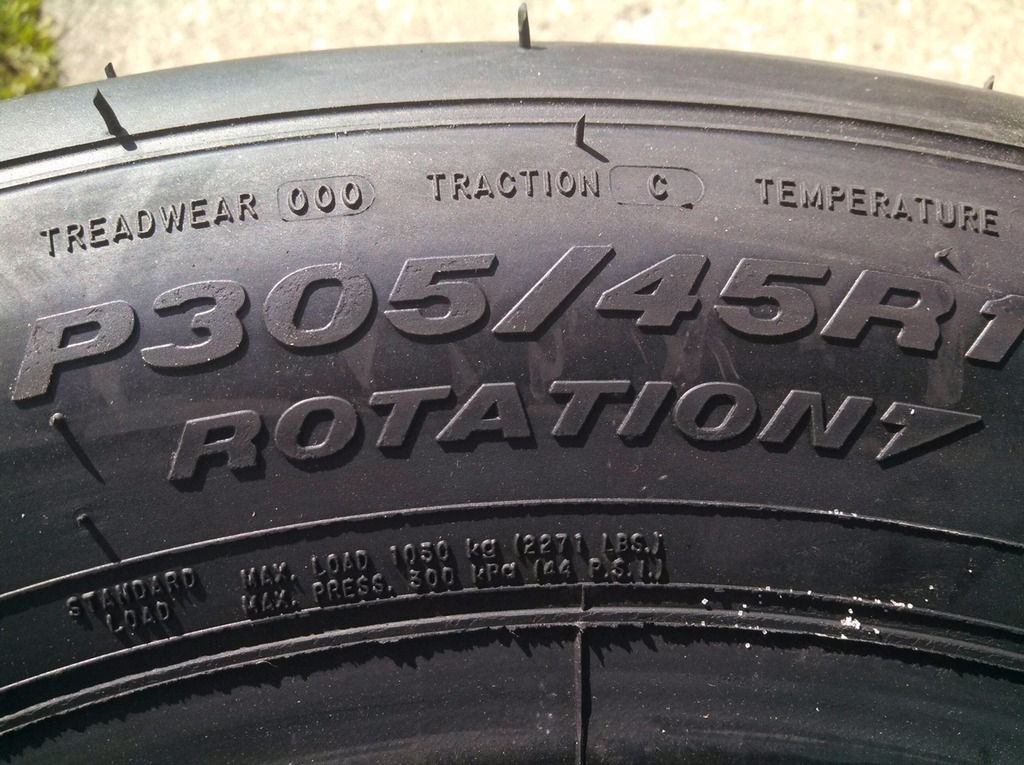 TREADWEAR 000 TRACTION C TEMPERATURE
P305/45R1
ROTATION
STANDARD LOAD
MAX. LOAD 1050 kg (2271 LBS.)
MAX. PRESS. 300 kPa (44 P.S.I.)